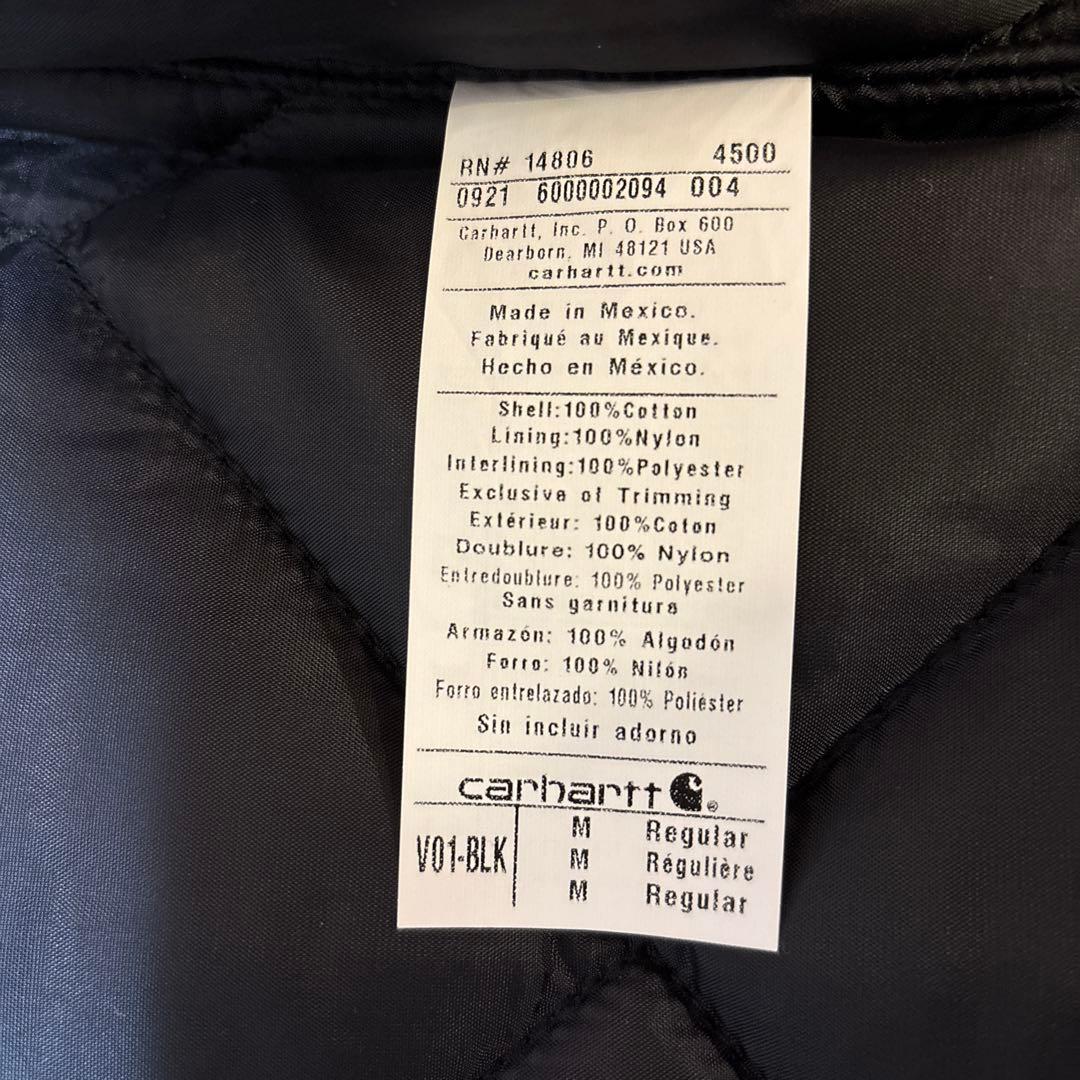 RN# 14806 4500
0921 6000002094 004
Carhartt, Inc. P. O. Box 600
Dearborn, MI 48121 USA
carhartt.com
Made in Mexico.
Fabriqué au Mexique.
Hecho en México.
Shell:100%Cotton
Lining:100%Nylon
Interlining:100%Polyester
Exclusive of Trimming
Extérieur: 100%Coton
Doublure: 100% Nylon
Entredoublure: 100% Polyester
Sans garniture
Armazón: 100% Algodón
Forro: 100% Nilón
Forro entrelazado: 100% Poliéster
Sin incluir adorno
carhartt®
V01-BLK
M Regular
M Régulière
M Regular